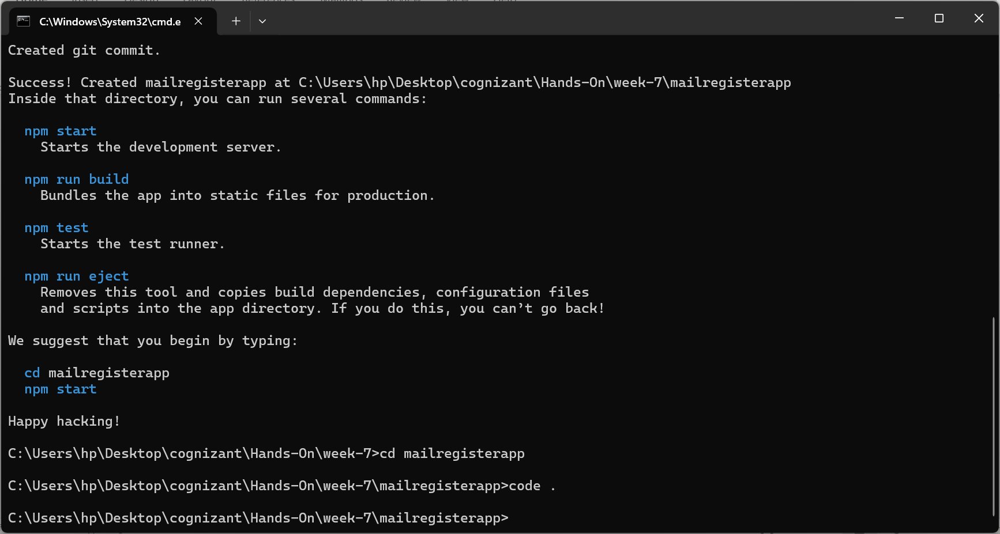 C:\Windows\System32\cmd.e
Created git commit.
Success! Created mailregisterapp at C:\Users\hp\Desktop\cognizant\Hands-On\week-7\mailregisterapp
Inside that directory, you can run several commands:
npm start
Starts the development server.
npm run build
Bundles the app into static files for production.
npm test
Starts the test runner.
npm run eject
Removes this tool and copies build dependencies, configuration files
and scripts into the app directory. If you do this, you can’t go back!
We suggest that you begin by typing:
cd mailregisterapp
npm start
Happy hacking!
C:\Users\hp\Desktop\cognizant\Hands-On\week-7>cd mailregisterapp
C:\Users\hp\Desktop\cognizant\Hands-On\week-7\mailregisterapp>code .
C:\Users\hp\Desktop\cognizant\Hands-On\week-7\mailregisterapp>